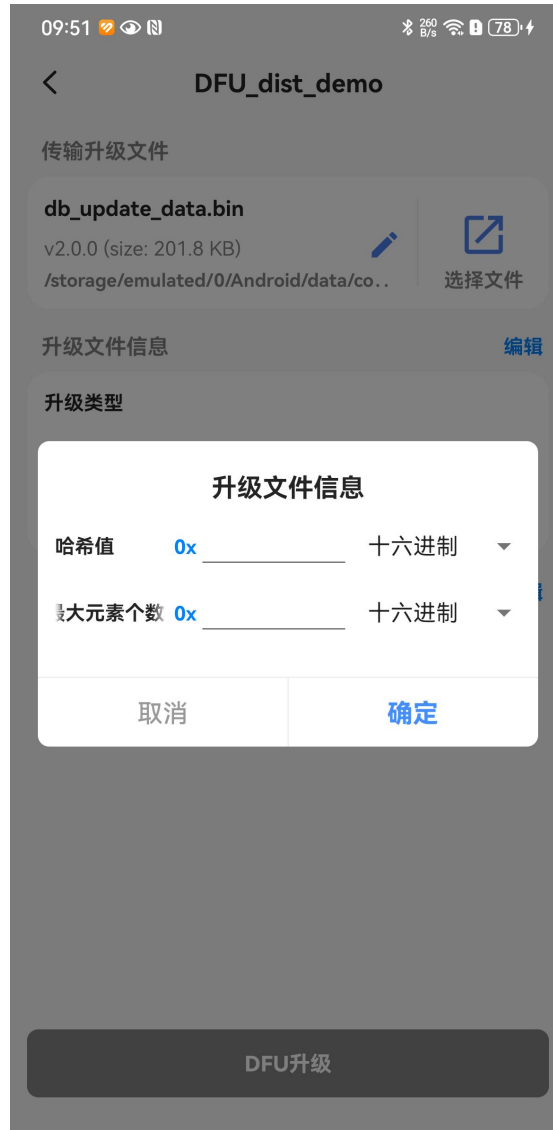 09:51 260 B/s 78
DFU_dist_demo
传输升级文件
db_update_data.bin
v2.0.0 (size: 201.8 KB)
/storage/emulated/0/Android/data/co..
选择文件
升级文件信息 编辑
升级类型
升级文件信息
哈希值 0x 十六进制
最大元素个数 0x 十六进制
取消 确定
DFU升级